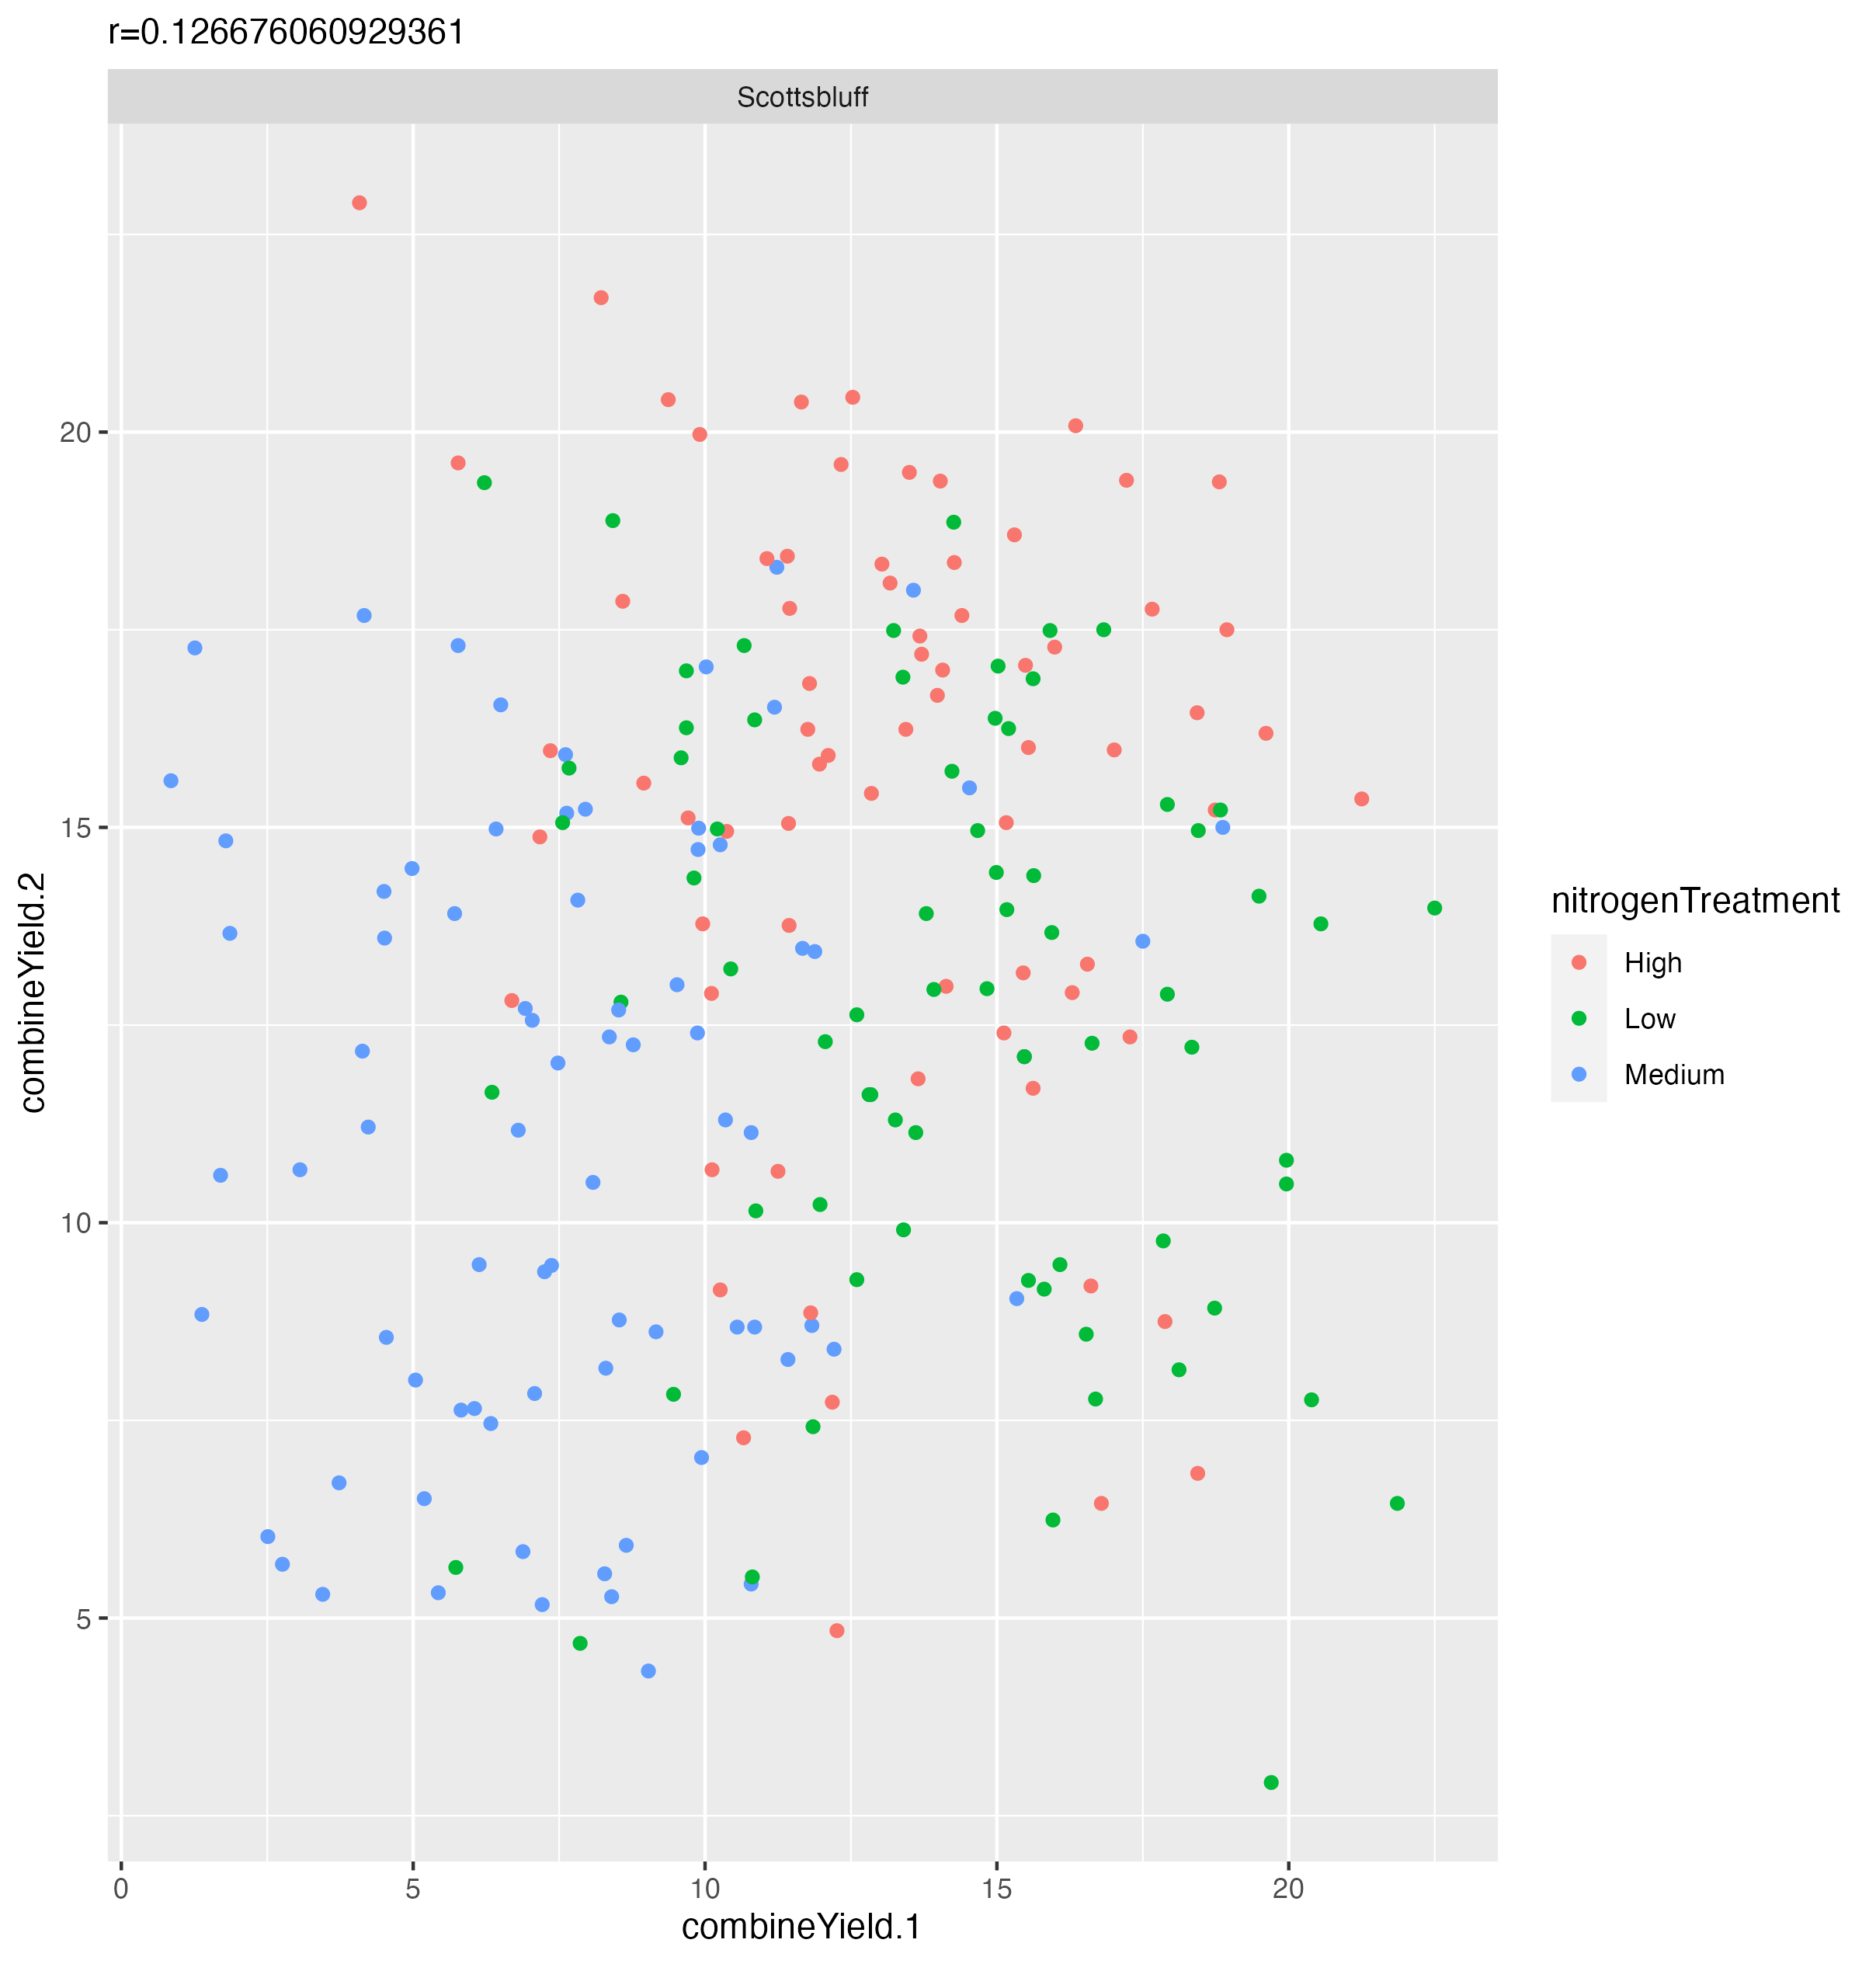 r=0.126676060929361
Scottsbluff
20
15
10
5
0 5 10 15 20
combineYield.1
combineYield.2
nitrogenTreatment
High
Low
Medium